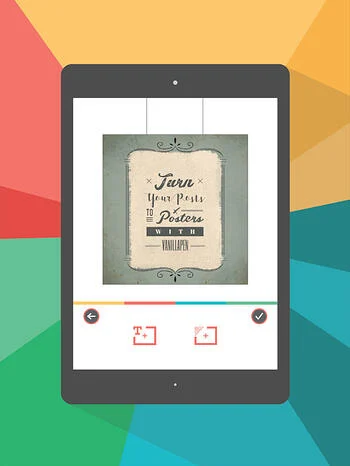 Turn
Your Posts
TO Posters
WITH
VANILLAPEN
T+
+